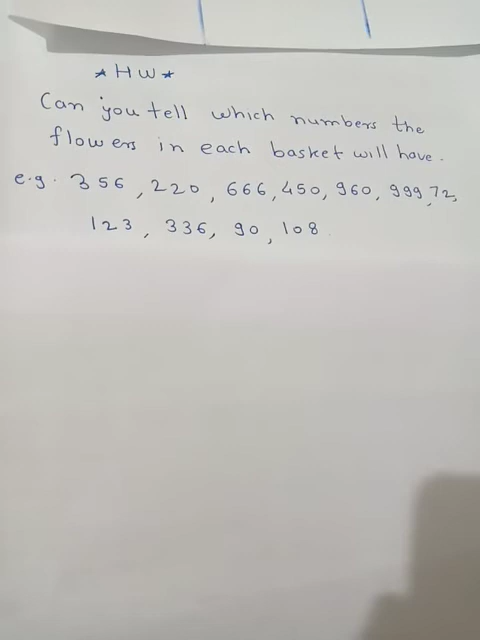 * H W *
Can you tell which numbers the
flowers in each basket will have.
e.g. 356, 220, 666, 450, 960, 999, 72,
123, 336, 90, 108